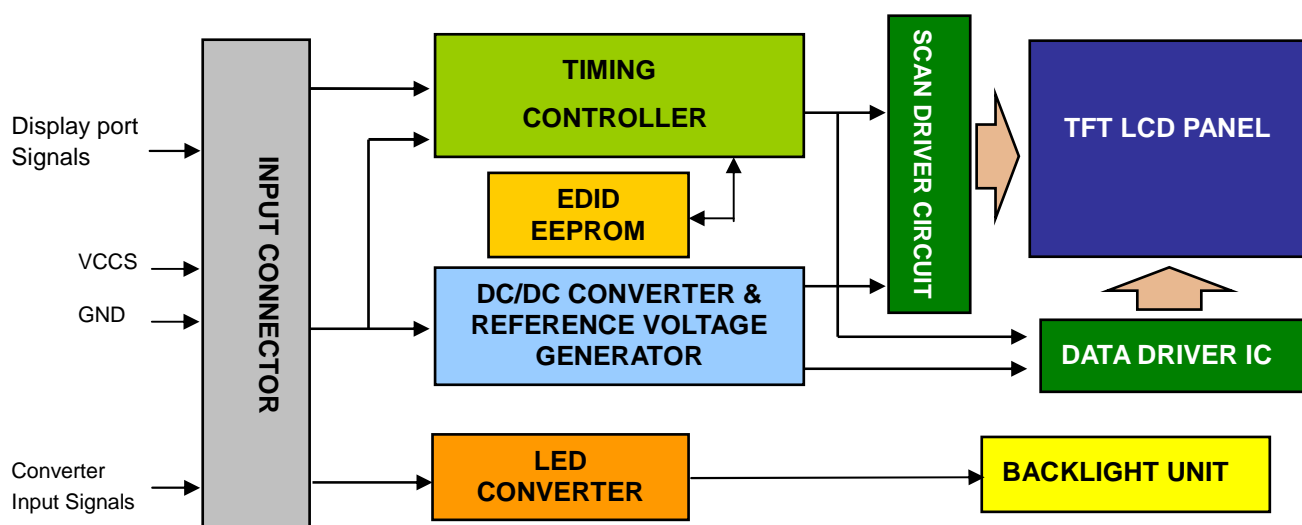 Display port
Signals
VCCS
GND
Converter
Input Signals
INPUT CONNECTOR
TIMING
CONTROLLER
EDID
EEPROM
DC/DC CONVERTER &
REFERENCE VOLTAGE
GENERATOR
LED
CONVERTER
SCAN DRIVER CIRCUIT
TFT LCD PANEL
DATA DRIVER IC
BACKLIGHT UNIT